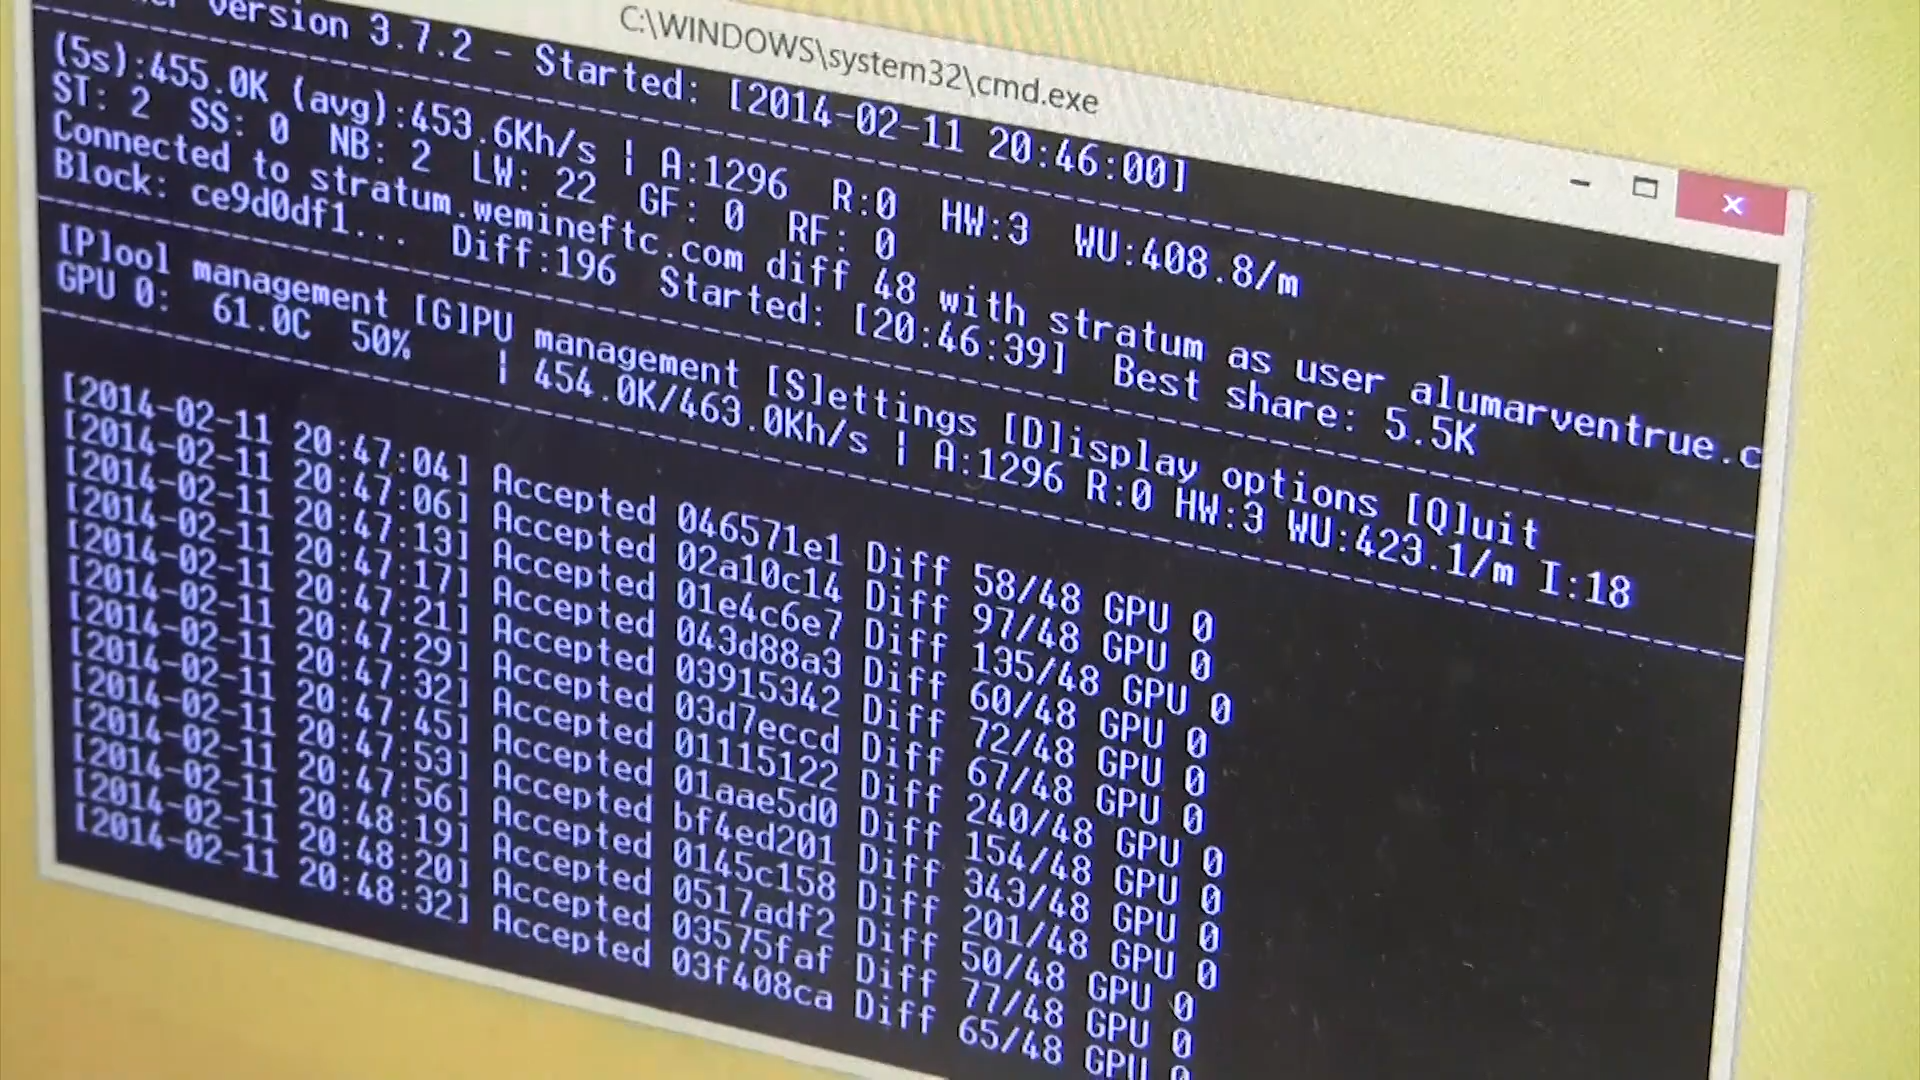 C:\WINDOWS\system32\cmd.exe
version 3.7.2 - Started: [2014-02-11 20:46:00]
(5s):455.0K (avg):453.6Kh/s | A:1296 R:0 HW:3 WU:408.8/m
ST: 2 SS: 0 NB: 2 LW: 22 GF: 0 RF: 0
Connected to stratum.wemineftc.com diff 48 with stratum as user alumarventrue.c
Block: ce9d0df1... Diff:196 Started: [20:46:39] Best share: 5.5K
[P]ool management [G]PU management [S]ettings [D]isplay options [Q]uit
GPU 0: 61.0C 50% | 454.0K/463.0Kh/s | A:1296 R:0 HW:3 WU:423.1/m I:18
[2014-02-11 20:47:04] Accepted 046571e1 Diff 58/48 GPU 0
[2014-02-11 20:47:06] Accepted 02a10c14 Diff 97/48 GPU 0
[2014-02-11 20:47:13] Accepted 01e4c6e7 Diff 135/48 GPU 0
[2014-02-11 20:47:17] Accepted 043d88a3 Diff 60/48 GPU 0
[2014-02-11 20:47:21] Accepted 03915342 Diff 72/48 GPU 0
[2014-02-11 20:47:29] Accepted 03d7eccd Diff 67/48 GPU 0
[2014-02-11 20:47:32] Accepted 01115122 Diff 240/48 GPU 0
[2014-02-11 20:47:45] Accepted 01aae5d0 Diff 154/48 GPU 0
[2014-02-11 20:47:53] Accepted bf4ed201 Diff 343/48 GPU 0
[2014-02-11 20:47:56] Accepted 0145c158 Diff 201/48 GPU 0
[2014-02-11 20:48:19] Accepted 0517adf2 Diff 50/48 GPU 0
[2014-02-11 20:48:20] Accepted 03575faf Diff 77/48 GPU 0
[2014-02-11 20:48:32] Accepted 03f408ca Diff 65/48 GPU 0